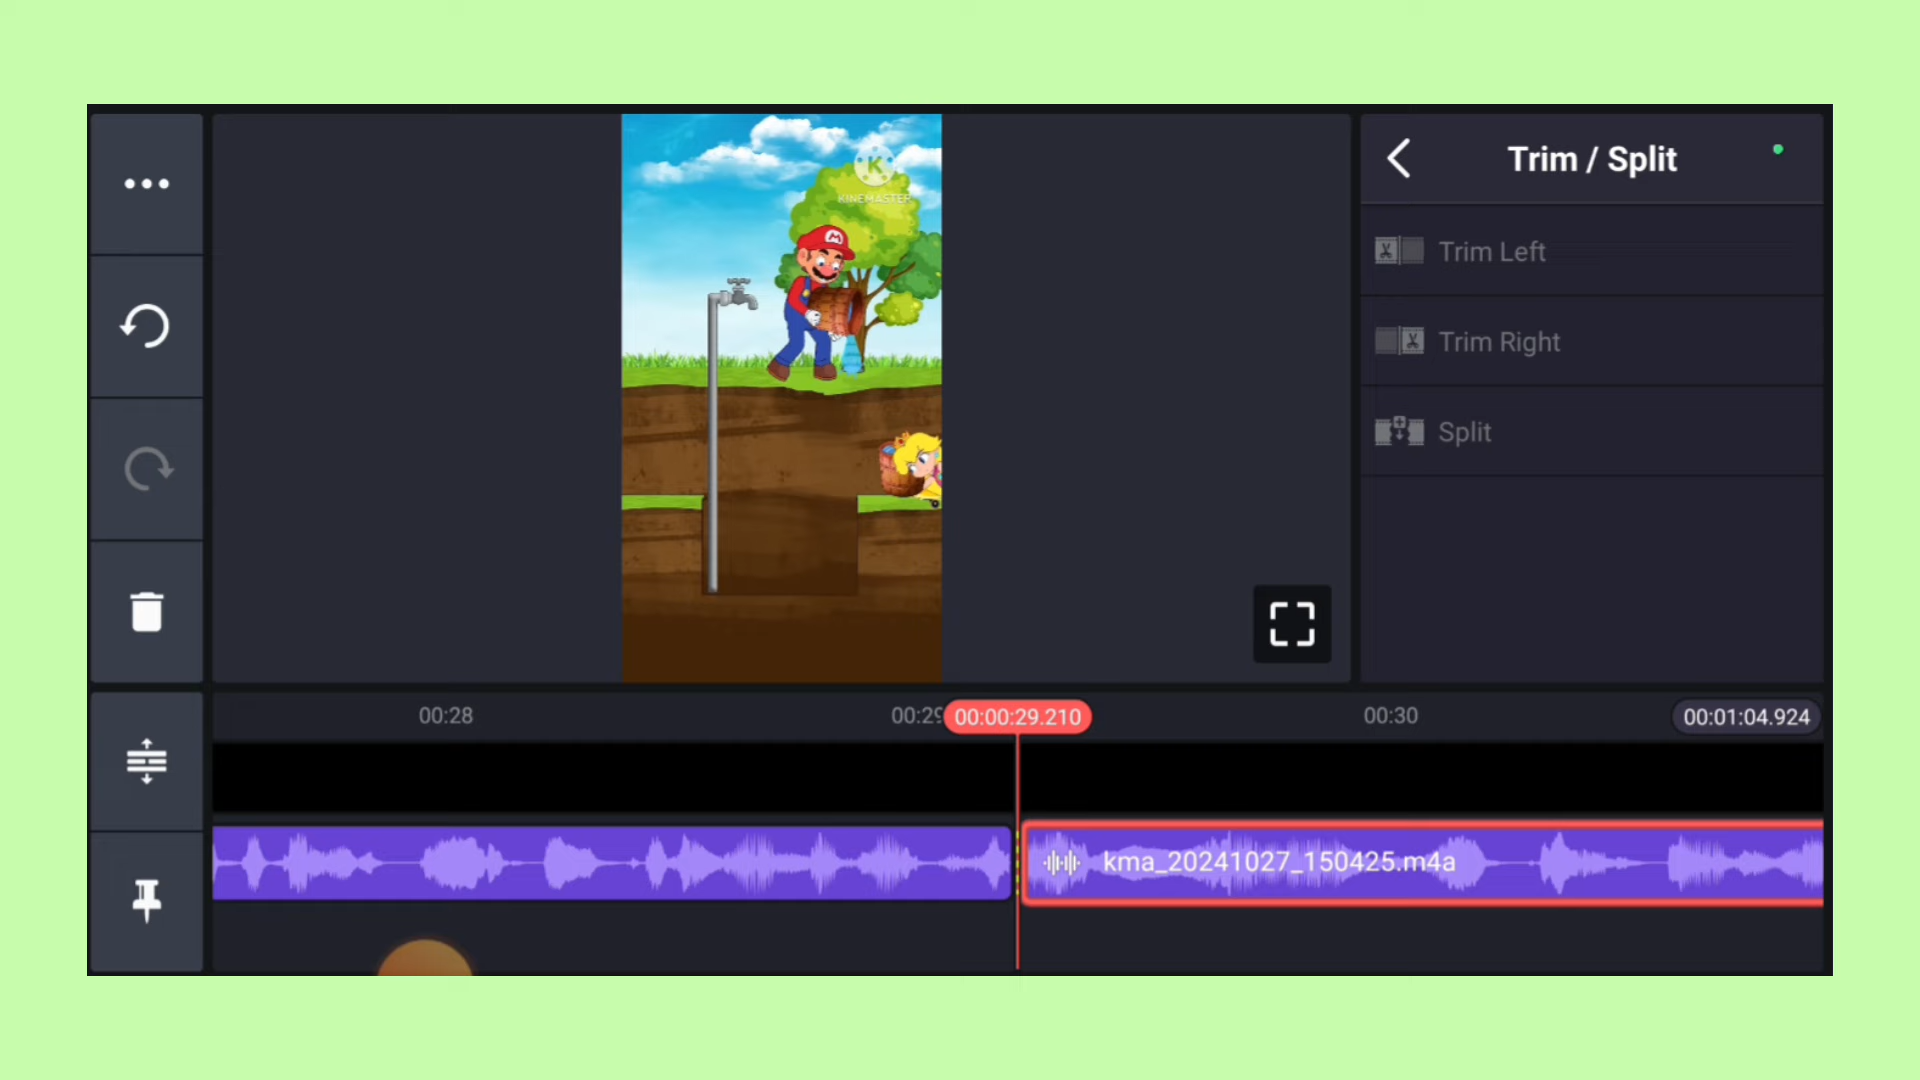 Trim / Split
K
KINEMASTER
M
Trim Left
Trim Right
Split
00:28
00:29
00:00:29.210
00:30
00:01:04.924
kma_20241027_150425.m4a